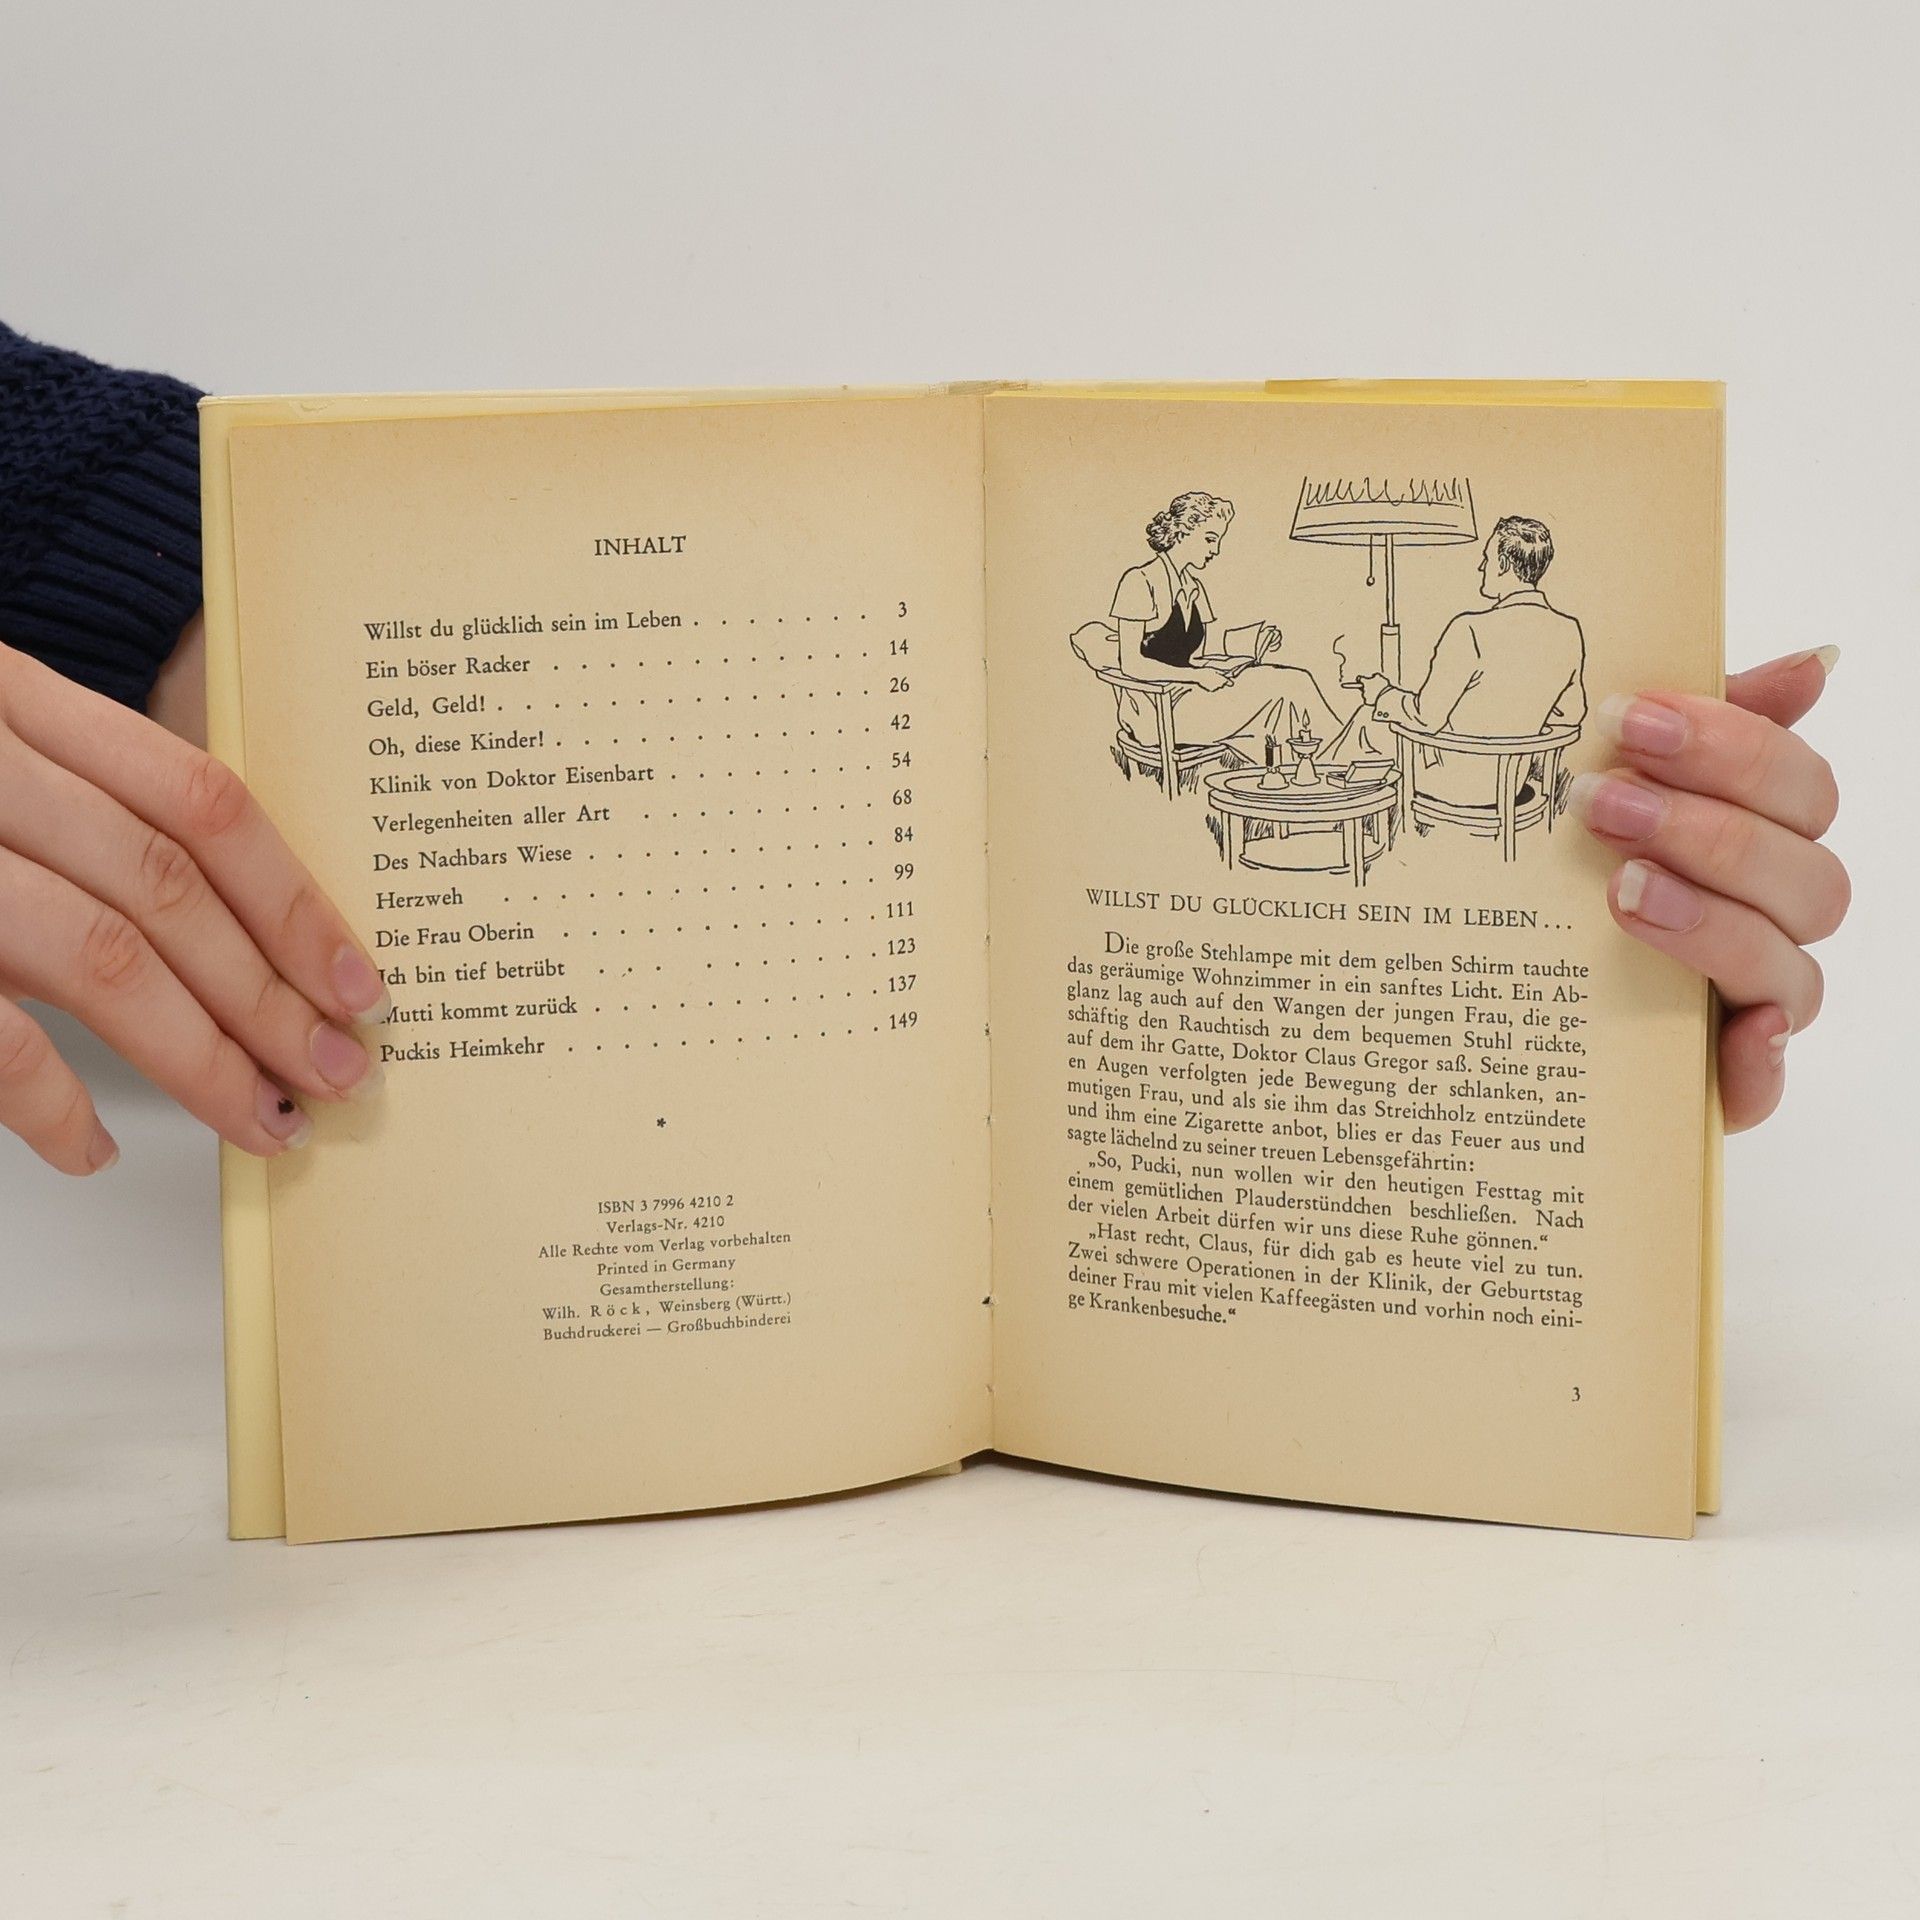 INHALT
Willst du glücklich sein im Leben . . . . . . . 3
Ein böser Racker . . . . . . . . . . . . 14
Geld, Geld! . . . . . . . . . . . . . . 26
Oh, diese Kinder! . . . . . . . . . . . . 42
Klinik von Doktor Eisenbart . . . . . . . . 54
Verlegenheiten aller Art . . . . . . . . . 68
Des Nachbars Wiese . . . . . . . . . . . 84
Herzweh . . . . . . . . . . . . . . 99
Die Frau Oberin . . . . . . . . . . . . 111
Ich bin tief betrübt . . . . . . . . . . 123
Mutti kommt zurück . . . . . . . . . . . 137
Puckis Heimkehr . . . . . . . . . . . . 149
*
ISBN 3 7996 4210 2
Verlags-Nr. 4210
Alle Rechte vom Verlag vorbehalten
Printed in Germany
Gesamtherstellung:
Wilh. Röck, Weinsberg (Württ.)
Buchdruckerei — Großbuchbinderei
WILLST DU GLÜCKLICH SEIN IM LEBEN...
Die große Stehlampe mit dem gelben Schirm tauchte
das geräumige Wohnzimmer in ein sanftes Licht. Ein Ab-
glanz lag auch auf den Wangen der jungen Frau, die ge-
schäftig den Rauchtisch zu dem bequemen Stuhl rückte,
auf dem ihr Gatte, Doktor Claus Gregor saß. Seine grau-
en Augen verfolgten jede Bewegung der schlanken, an-
mutigen Frau, und als sie ihm das Streichholz entzündete
und ihm eine Zigarette anbot, blies er das Feuer aus und
sagte lächelnd zu seiner treuen Lebensgefährtin:
„So, Pucki, nun wollen wir den heutigen Festtag mit
einem gemütlichen Plauderstündchen beschließen. Nach
der vielen Arbeit dürfen wir uns diese Ruhe gönnen.“
„Hast recht, Claus, für dich gab es heute viel zu tun.
Zwei schwere Operationen in der Klinik, der Geburtstag
deiner Frau mit vielen Kaffeegästen und vorhin noch eini-
ge Krankenbesuche.“
3